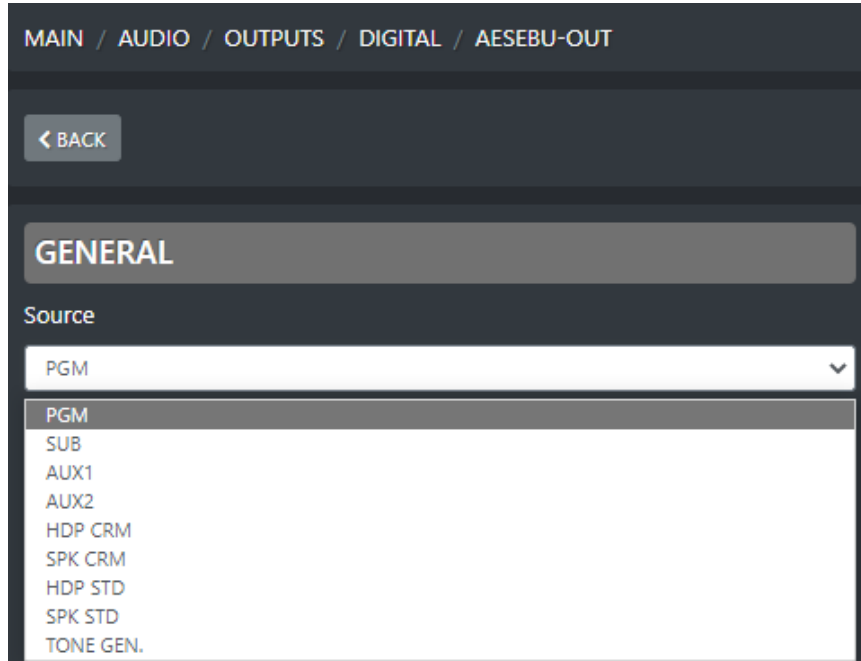 MAIN / AUDIO / OUTPUTS / DIGITAL / AESEBU-OUT
BACK
GENERAL
Source
PGM
PGM
SUB
AUX1
AUX2
HDP CRM
SPK CRM
HDP STD
SPK STD
TONE GEN.